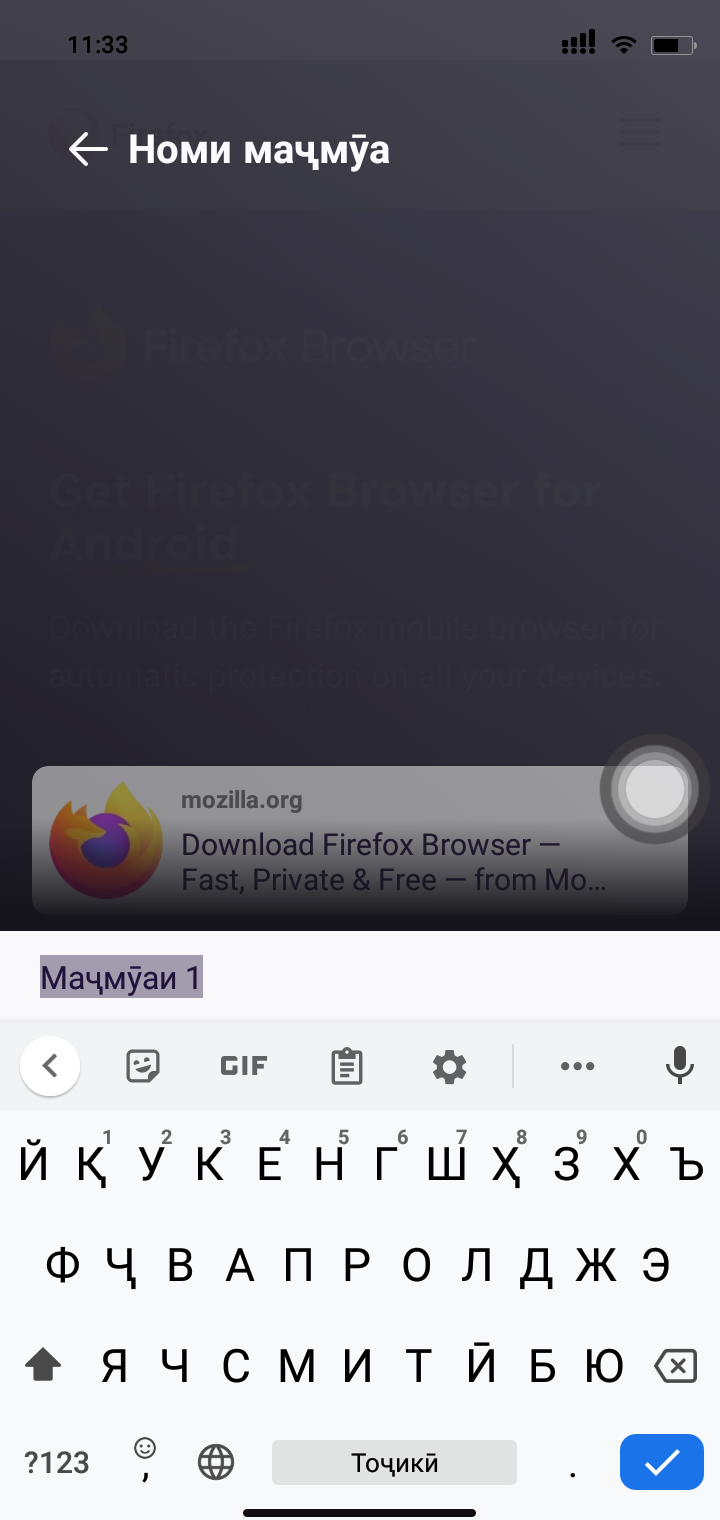 11:33
Номи маҷмӯа
Firefox
Firefox Browser
Get Firefox Browser for
Android
Download the Firefox mobile browser for
automatic protection on all your devices.
mozilla.org
Download Firefox Browser —
Fast, Private & Free — from Mo...
Маҷмӯаи 1
GIF
1 2 3 4 5 6 7 8 9 0
Й Қ У К Е Н Г Ш Ҳ З Х Ъ
Ф Ҷ В А П Р О Л Д Ж Э
Я Ч С М И Т Ӣ Б Ю
?123 , Тоҷикӣ .